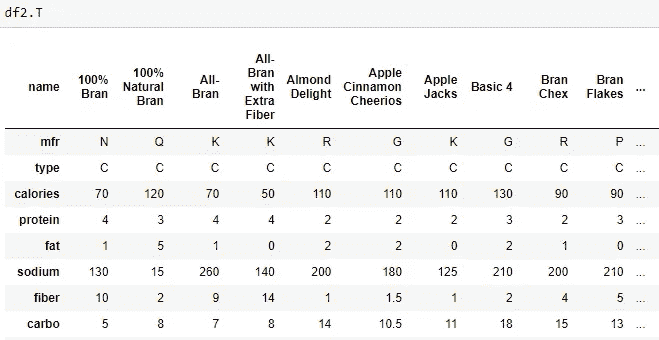 df2.T
name 100% Bran 100% Natural Bran All-Bran All-Bran with Extra Fiber Almond Delight Apple Cinnamon Cheerios Apple Jacks Basic 4 Bran Chex Bran Flakes ...
mfr N Q K K R G K G R P ...
type C C C C C C C C C C ...
calories 70 120 70 50 110 110 110 130 90 90 ...
protein 4 3 4 4 2 2 2 3 2 3 ...
fat 1 5 1 0 2 2 0 2 1 0 ...
sodium 130 15 260 140 200 180 125 210 200 210 ...
fiber 10 2 9 14 1 1.5 1 2 4 5 ...
carbo 5 8 7 8 14 10.5 11 18 15 13 ...